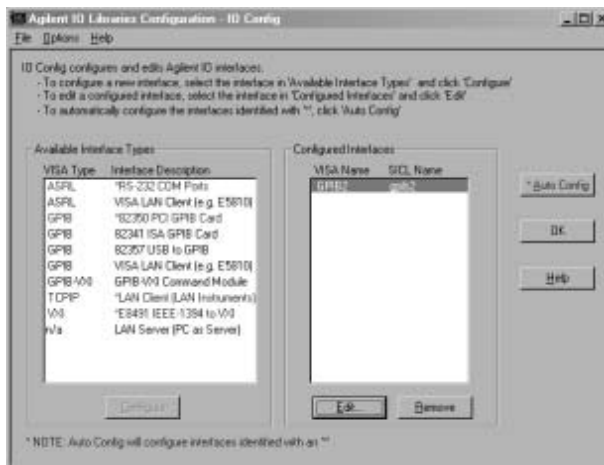 Agilent IO Libraries Configuration - IO Config
File Options Help
IO Config configures and edits Agilent IO interfaces.
- To configure a new interface, select the interface in 'Available Interface Types' and click 'Configure'
- To edit a configured interface, select the interface in 'Configured Interfaces' and click 'Edit'
- To automatically configure the interfaces identified with '*', click 'Auto Config'
Available Interface Types
VISA Type Interface Description
ASRL *RS-232 COM Ports
ASRL VISA LAN Client (e.g. E5810)
GPIB *82350 PCI GPIB Card
GPIB 82341 ISA GPIB Card
GPIB 82357 USB to GPIB
GPIB VISA LAN Client (e.g. E5810)
GPIB-VXI GPIB-VXI Command Module
TCPIP *LAN Client (LAN Instruments)
VXI *E8491 IEEE-1394 to VXI
n/a LAN Server (PC as Server)
Configure
Configured Interfaces
VISA Name SICL Name
GPIB2 gpib2
Edit... Remove
* Auto Config
OK
Help
* NOTE: Auto Config will configure interfaces identified with an '*'